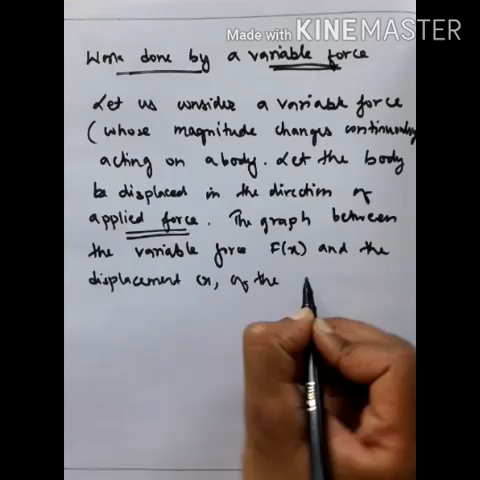 Made with KINEMASTER
Work done by a variable force
Let us consider a variable force
(whose magnitude changes continuously
acting on a body. Let the body
be displaced in the direction of
applied force. The graph between
the variable force F(x) and the
displacement (x, of the